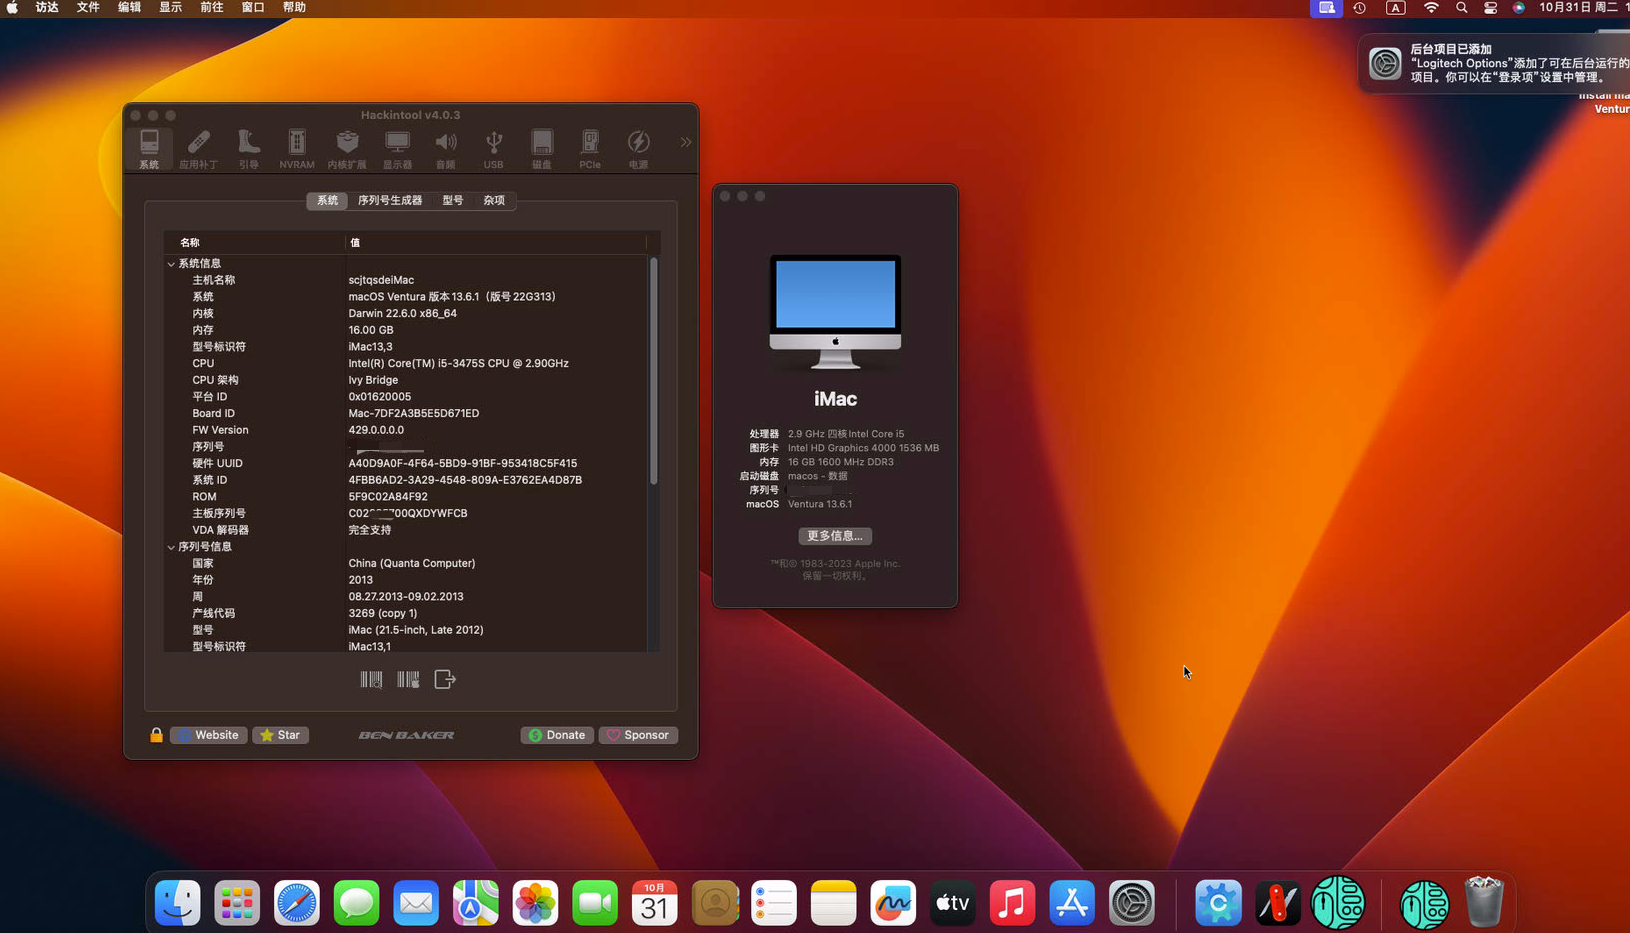 访达 文件 编辑 显示 前往 窗口 帮助
A
10月31日 周二
后台项目已添加
“Logitech Options”添加了可在后台运行的
项目。你可以在“登录项”设置中管理。
Install ma
Ventur
Hackintool v4.0.3
系统 应用补丁 引导 NVRAM 内核扩展 显示器 音频 USB 磁盘 PCIe 电源
系统 序列号生成器 型号 杂项
名称 值
系统信息
主机名称 scjtqsdeiMac
系统 macOS Ventura 版本13.6.1（版号 22G313）
内核 Darwin 22.6.0 x86_64
内存 16.00 GB
型号标识符 iMac13,3
CPU Intel(R) Core(TM) i5-3475S CPU @ 2.90GHz
CPU 架构 Ivy Bridge
平台 ID 0x01620005
Board ID Mac-7DF2A3B5E5D671ED
FW Version 429.0.0.0.0
序列号
硬件 UUID A40D9A0F-4F64-5BD9-91BF-953418C5F415
系统 ID 4FBB6AD2-3A29-4548-809A-E3762EA4D87B
ROM 5F9C02A84F92
主板序列号
VDA 解码器 完全支持
序列号信息
国家 China (Quanta Computer)
年份 2013
周 08.27.2013-09.02.2013
产线代码 3269 (copy 1)
型号 iMac (21.5-inch, Late 2012)
型号标识符 iMac13,1
Website Star BEN BAKER Donate Sponsor
iMac
处理器 2.9 GHz 四核Intel Core i5
图形卡 Intel HD Graphics 4000 1536 MB
内存 16 GB 1600 MHz DDR3
启动磁盘 macos - 数据
序列号
macOS Ventura 13.6.1
更多信息...
™和© 1983-2023 Apple Inc.
保留一切权利。
10月
31
tv